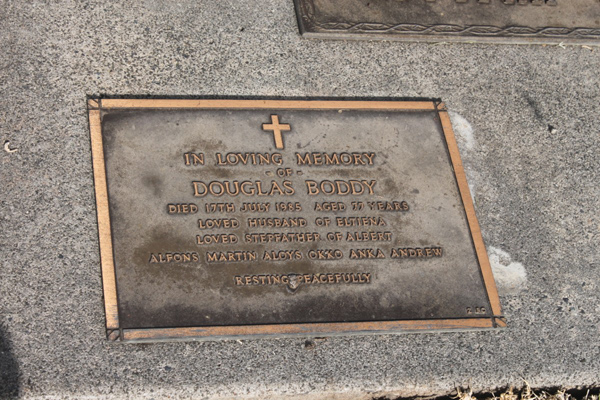 IN LOVING MEMORY
- OF -
DOUGLAS BODDY
DIED 17TH JULY 1985 AGED 77 YEARS
LOVED HUSBAND OF ELTIENA
LOVED STEPFATHER OF ALBERT
ALFONS MARTIN ALOYS OKKO ANKA ANDREW
RESTING PEACEFULLY